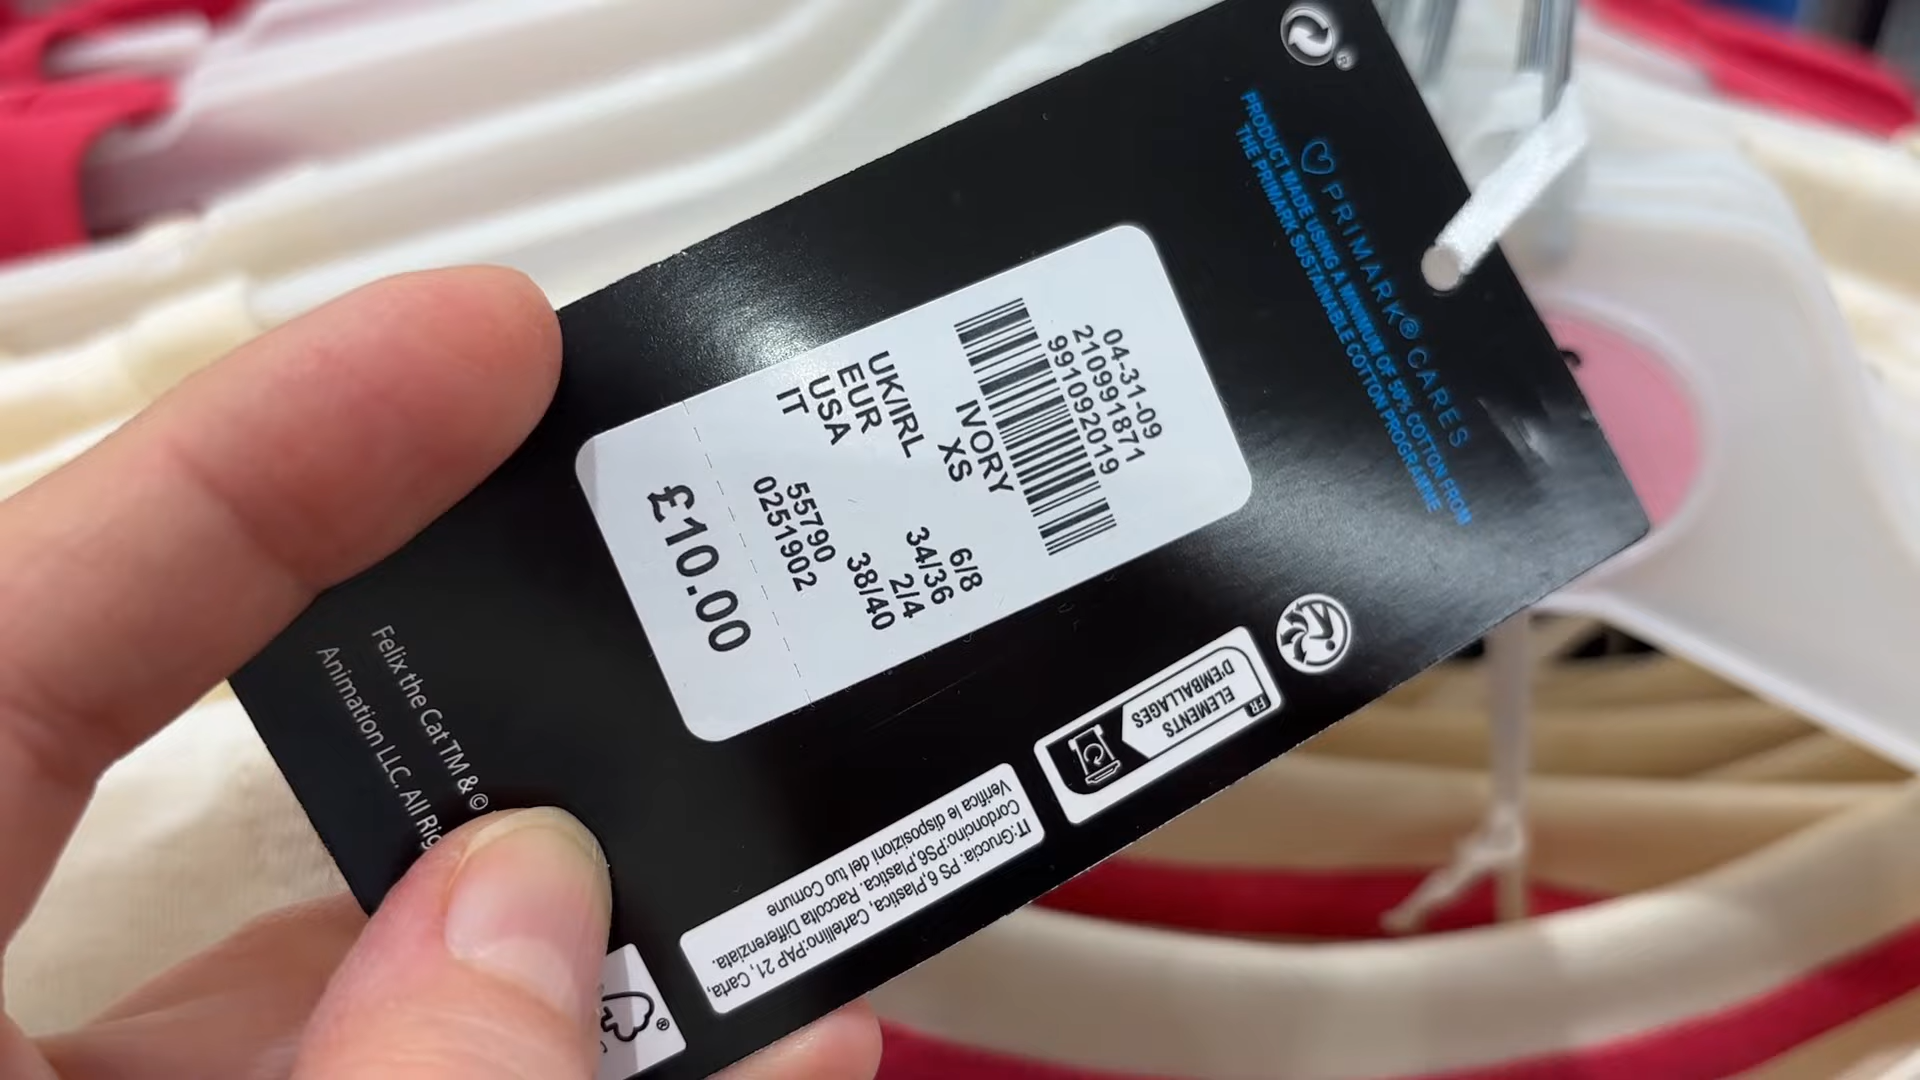 PRIMARK® CARES
PRODUCT MADE USING A MINIMUM OF 50% COTTON FROM
THE PRIMARK SUSTAINABLE COTTON PROGRAMME
04-31-09
210991871
991092019
IVORY
XS
UK/IRL 6/8
EUR 34/36
USA 2/4
IT 38/40
55790
0251902
£10.00
FR
ELEMENTS
D'EMBALLAGES
IT:Gruccia: PS 6,Plastica, Cartellino:PAP 21, Carta,
Cordoncino:PS6,Plastica. Raccolta Differenziata.
Verifica le disposizioni del tuo Comune
Felix the Cat TM & ©
Animation LLC. All